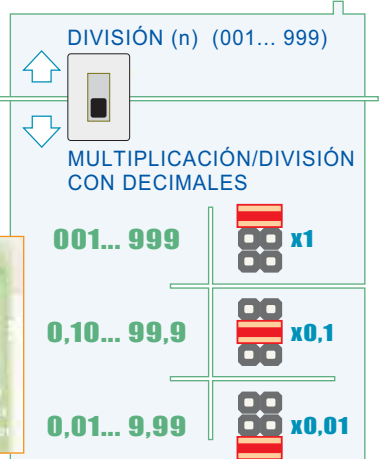 DIVISIÓN (n) (001... 999)
MULTIPLICACIÓN/DIVISIÓN
CON DECIMALES
001... 999 x1
0,10... 99,9 x0,1
0,01... 9,99 x0,01